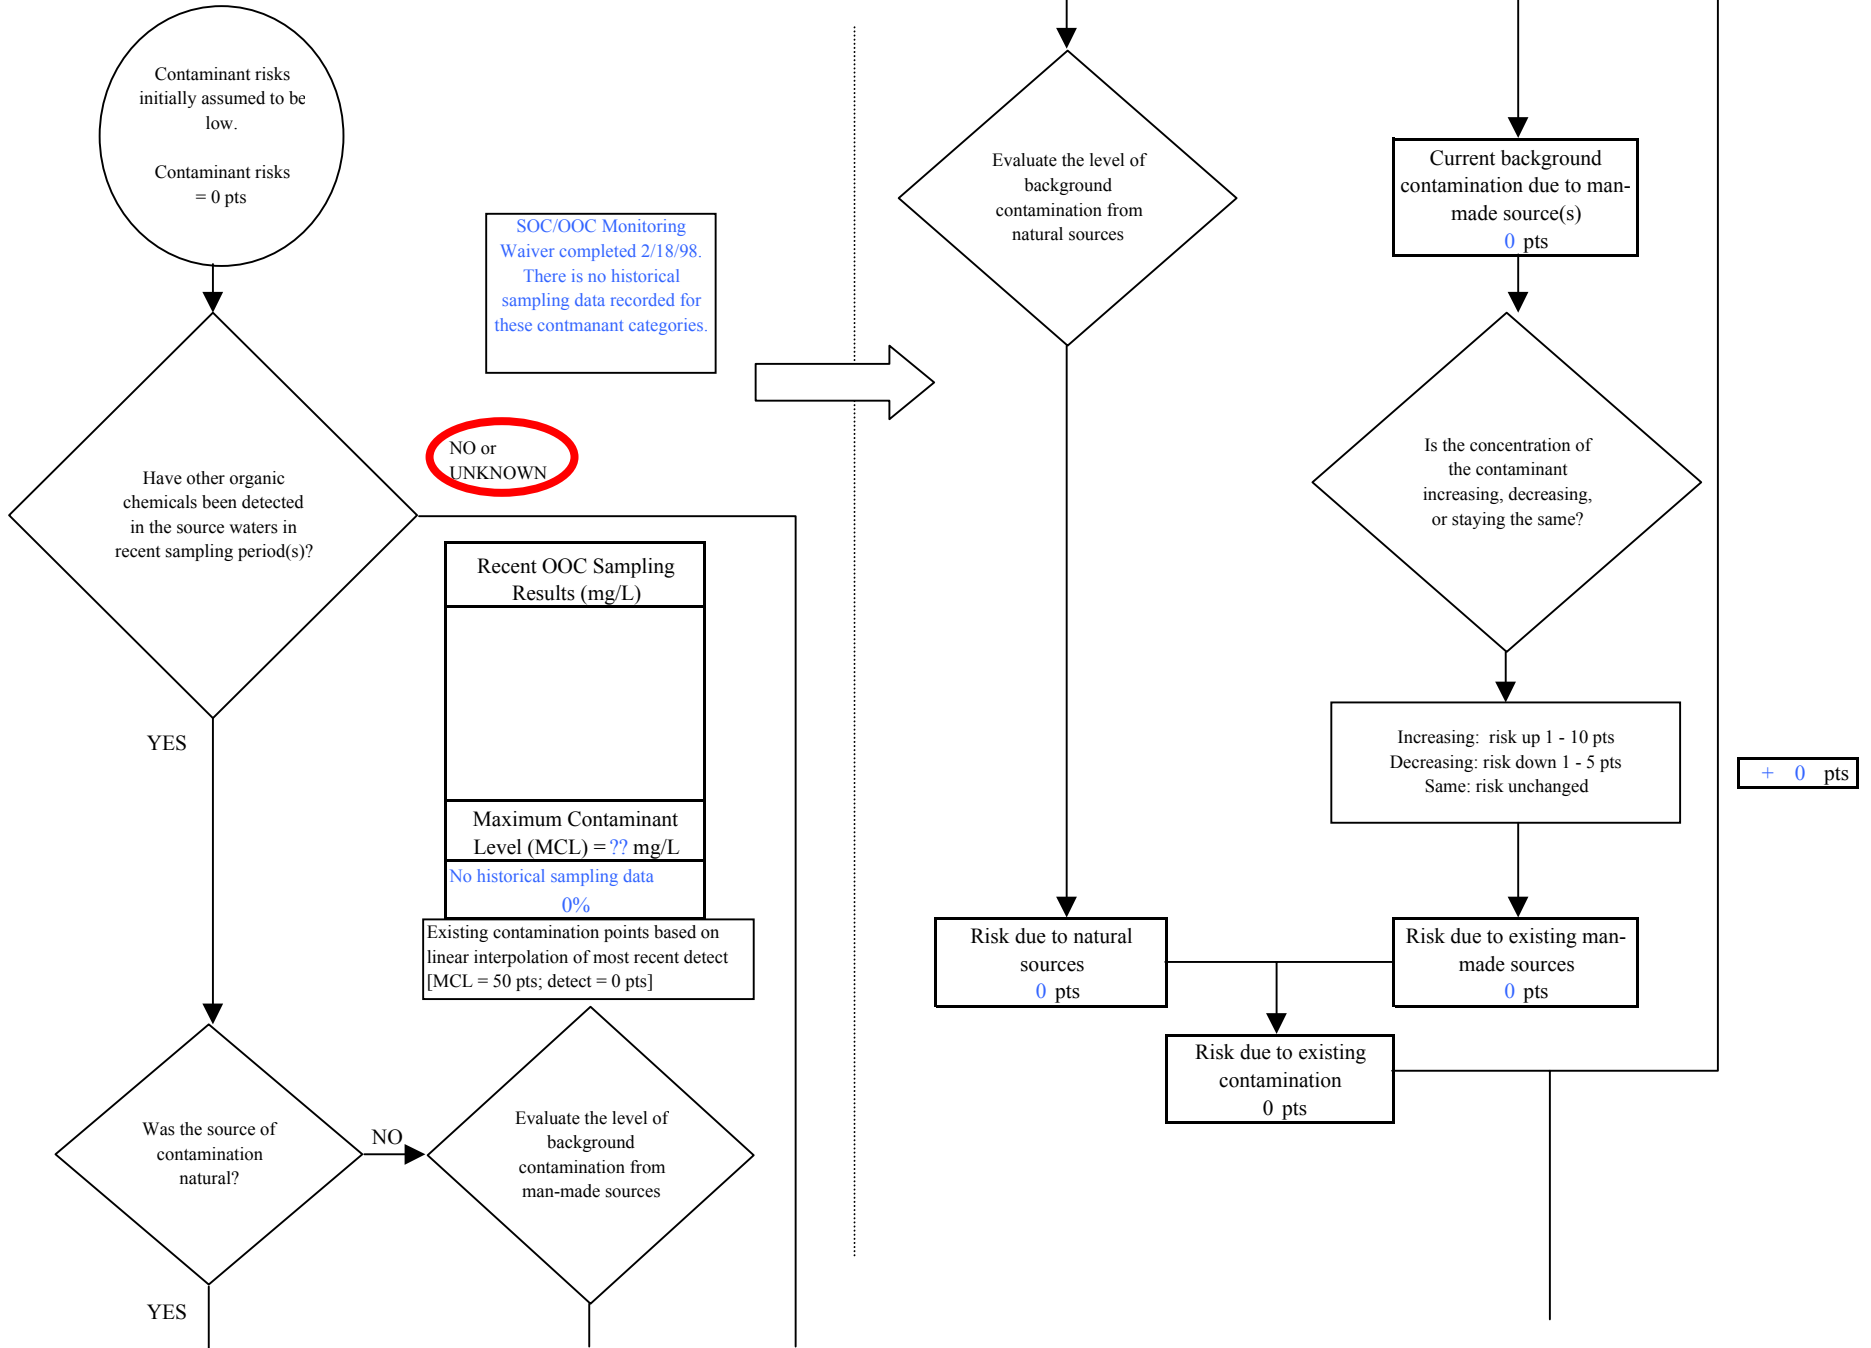 Contaminant risks
initially assumed to be
low.
Contaminant risks
= 0 pts
SOC/OOC Monitoring
Waiver completed 2/18/98.
There is no historical
sampling data recorded for
these contmanant categories.
NO or
UNKNOWN
Have other organic
chemicals been detected
in the source waters in
recent sampling period(s)?
YES
Recent OOC Sampling
Results (mg/L)
Maximum Contaminant
Level (MCL) = ?? mg/L
No historical sampling data
0%
Existing contamination points based on
linear interpolation of most recent detect
[MCL = 50 pts; detect = 0 pts]
Was the source of
contamination
natural?
NO
Evaluate the level of
background
contamination from
man-made sources
YES
Evaluate the level of
background
contamination from
natural sources
Current background
contamination due to man-
made source(s)
0 pts
Is the concentration of
the contaminant
increasing, decreasing,
or staying the same?
Increasing: risk up 1 - 10 pts
Decreasing: risk down 1 - 5 pts
Same: risk unchanged
+ 0 pts
Risk due to natural
sources
0 pts
Risk due to existing man-
made sources
0 pts
Risk due to existing
contamination
0 pts